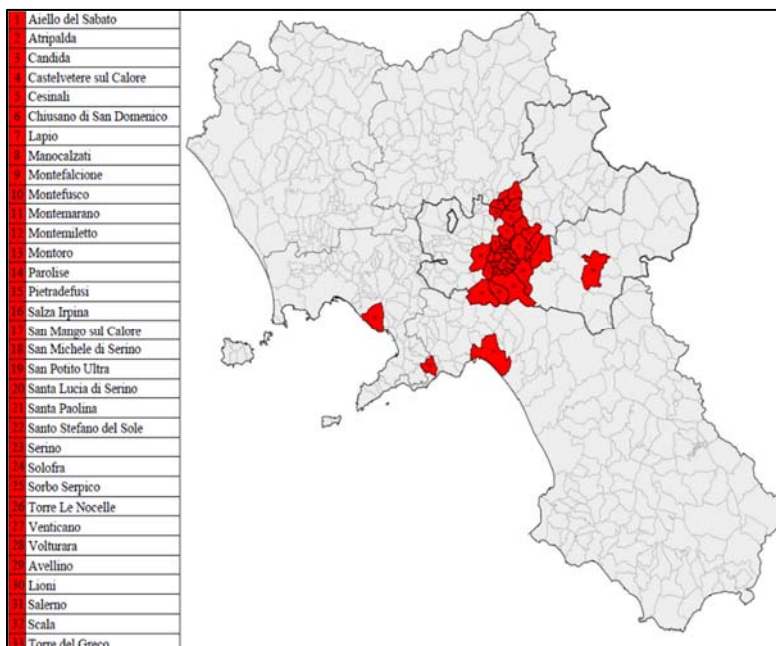 1 Aiello del Sabato
2 Atripalda
3 Candida
4 Castelvetere sul Calore
5 Cesinali
6 Chiusano di San Domenico
7 Lapio
8 Manocalzati
9 Montefalcione
10 Montefusco
11 Montemarano
12 Montemiletto
13 Montoro
14 Parolise
15 Pietradefusi
16 Salza Irpina
17 San Mango sul Calore
18 San Michele di Serino
19 San Potito Ultra
20 Santa Lucia di Serino
21 Santa Paolina
22 Santo Stefano del Sole
23 Serino
24 Solofra
25 Sorbo Serpico
26 Torre Le Nocelle
27 Venticano
28 Volturara
29 Avellino
30 Lioni
31 Salerno
32 Scala
33 Torre del Greco